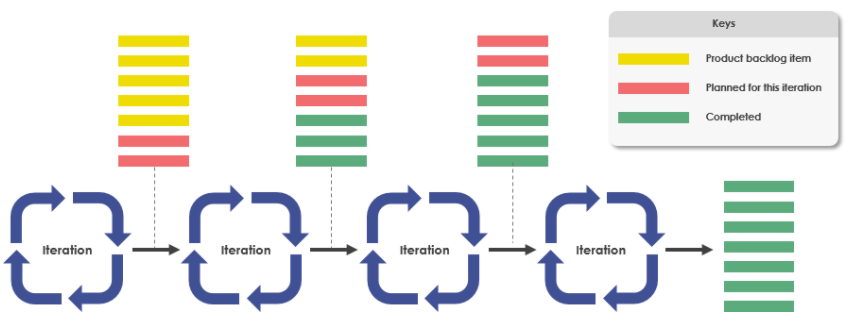 Keys
Product backlog item
Planned for this iteration
Completed
Iteration
Iteration
Iteration
Iteration